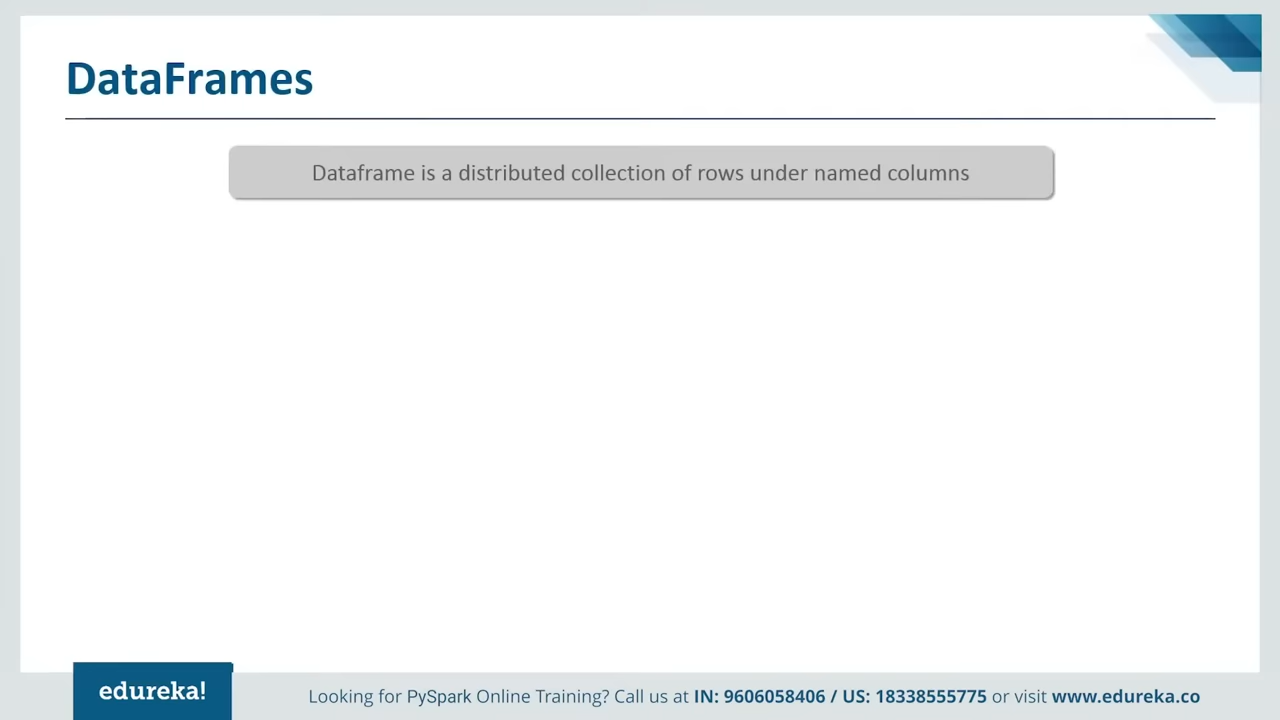 DataFrames
Dataframe is a distributed collection of rows under named columns
edureka!
Looking for PySpark Online Training? Call us at IN: 9606058406 / US: 18338555775 or visit www.edureka.co